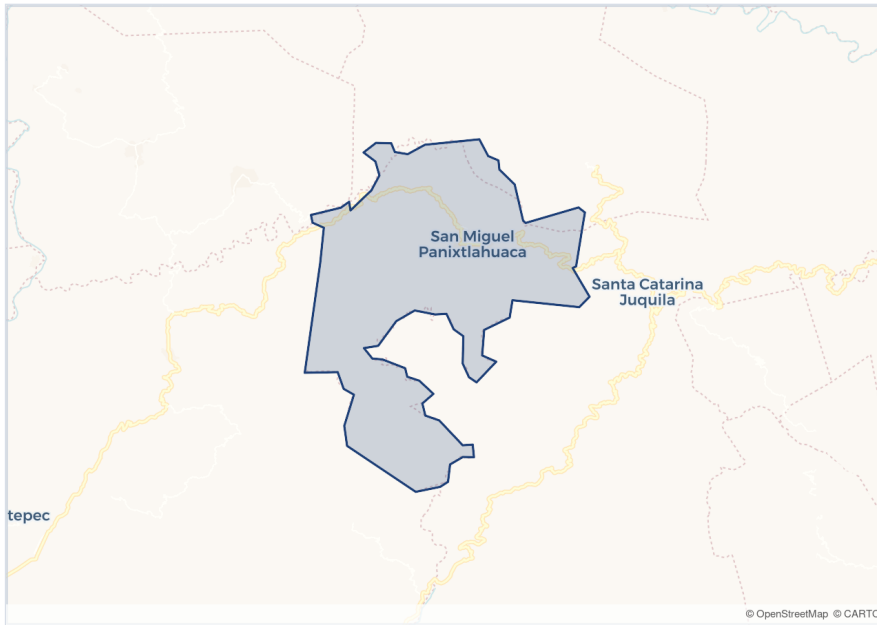 San Miguel
Panixtlahuaca
Santa Catarina
Juquila
tepec
© OpenStreetMap © CARTO